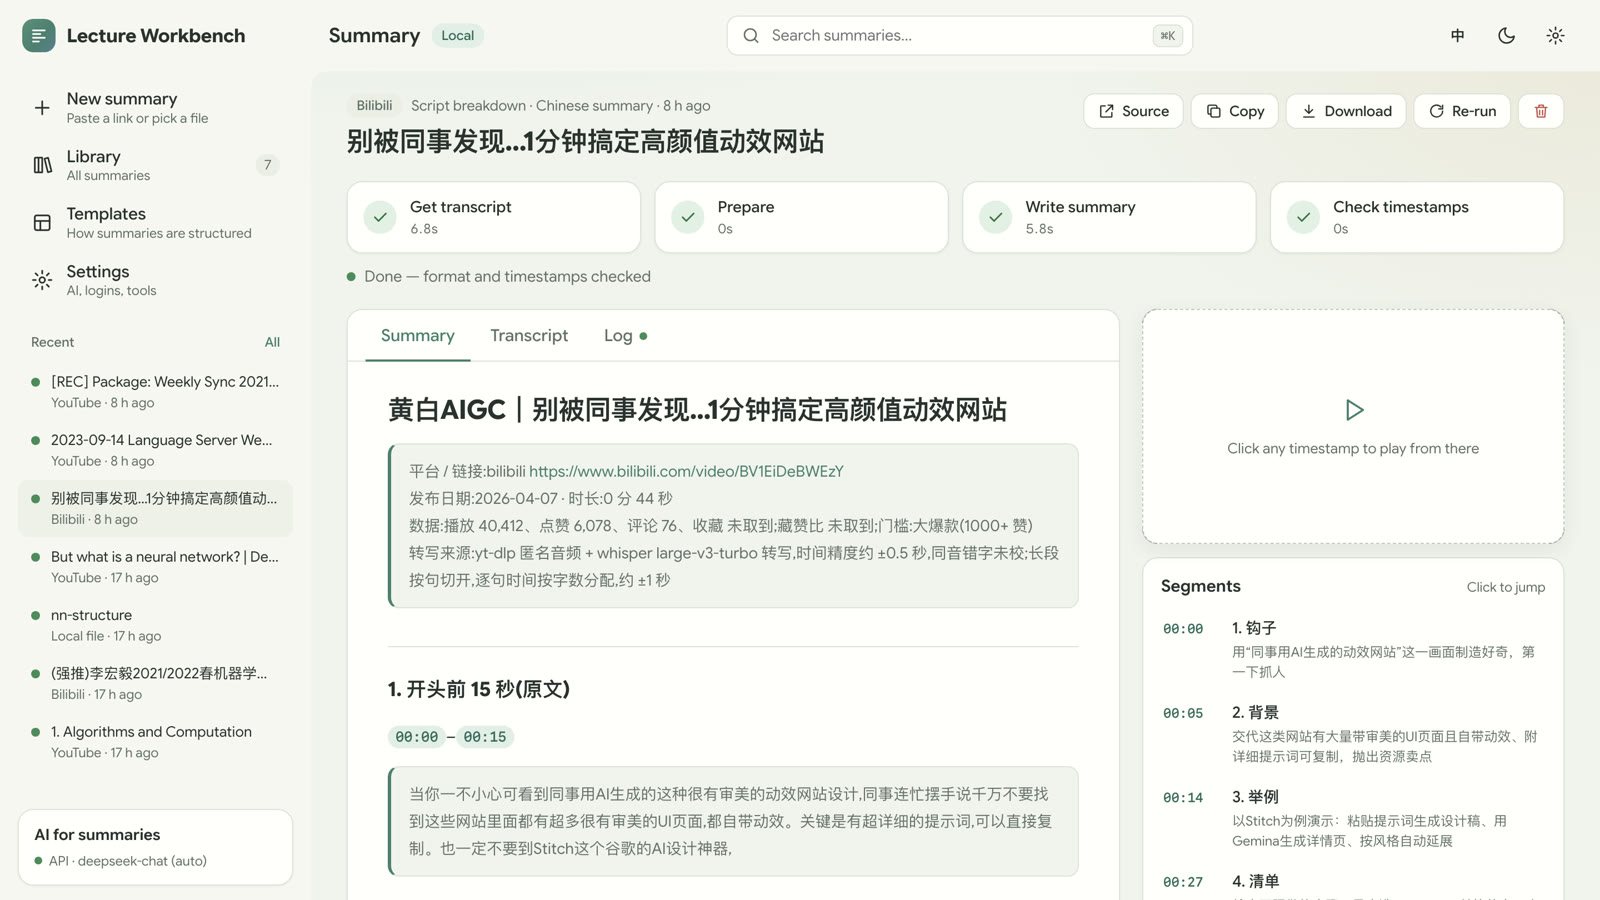 Lecture Workbench
Summary
Local
Search summaries...
⌘K
中
New summary
Paste a link or pick a file
Library
All summaries
7
Templates
How summaries are structured
Settings
AI, logins, tools
Recent
All
[REC] Package: Weekly Sync 2021...
YouTube · 8 h ago
2023-09-14 Language Server We...
YouTube · 8 h ago
别被同事发现...1分钟搞定高颜值动...
Bilibili · 8 h ago
But what is a neural network? | De...
YouTube · 17 h ago
nn-structure
Local file · 17 h ago
(强推)李宏毅2021/2022春机器学...
Bilibili · 17 h ago
1. Algorithms and Computation
YouTube · 17 h ago
AI for summaries
API · deepseek-chat (auto)
Bilibili
Script breakdown · Chinese summary · 8 h ago
别被同事发现...1分钟搞定高颜值动效网站
Source
Copy
Download
Re-run
Get transcript
6.8s
Prepare
0s
Write summary
5.8s
Check timestamps
0s
Done — format and timestamps checked
Summary
Transcript
Log
黄白AIGC｜别被同事发现...1分钟搞定高颜值动效网站
平台 / 链接:bilibili https://www.bilibili.com/video/BV1EiDeBWEzY
发布日期:2026-04-07 · 时长:0 分 44 秒
数据:播放 40,412、点赞 6,078、评论 76、收藏 未取到;藏赞比 未取到;门槛:大爆款(1000+ 赞)
转写来源:yt-dlp 匿名音频 + whisper large-v3-turbo 转写,时间精度约 ±0.5 秒,同音错字未校;长段
按句切开,逐句时间按字数分配,约 ±1 秒
1. 开头前 15 秒(原文)
00:00–00:15
当你一不小心可看到同事用AI生成的这种很有审美的动效网站设计,同事连忙摆手说千万不要找
到这些网站里面都有超多很有审美的UI页面,都自带动效。关键是有超详细的提示词,可以直接复
制。也一定不要到Stitch这个谷歌的AI设计神器,
Click any timestamp to play from there
Segments
Click to jump
00:00
1. 钩子
用“同事用AI生成的动效网站”这一画面制造好奇，第
一下抓人
00:05
2. 背景
交代这类网站有大量带审美的UI页面且自带动效、附
详细提示词可复制，抛出资源卖点
00:14
3. 举例
以Stitch为例演示：粘贴提示词生成设计稿、用
Gemina生成详情页、按风格自动延展
00:27
4. 清单